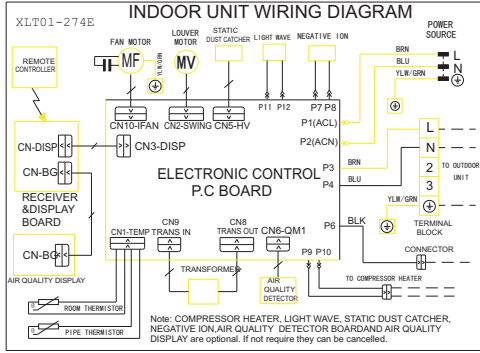 INDOOR UNIT WIRING DIAGRAM
XLT01-274E
FAN MOTOR
LOUVER
MOTOR
STATIC
DUST CATCHER
LIGHT WAVE
NEGATIVE ION
POWER
SOURCE
REMOTE
CONTROLLER
MF
YLW/GRN
MV
BRN
L
BLU
N
YLW/GRN
P11 P12
P7 P8
CN10-IFAN
CN2-SWING
CN5-HV
P1(ACL)
P2(ACN)
CN-DISP
CN3-DISP
CN-BG
ELECTRONIC CONTROL
P.C BOARD
P3
BRN
L
P4
BLU
N
2
3
TO OUTDOOR
UNIT
RECEIVER
&DISPLAY
BOARD
YLW/GRN
TERMINAL
BLOCK
CN1-TEMP
CN9
TRANS IN
CN8
TRANS OUT
CN6-QM1
P6
BLK
CONNECTOR
P9 P10
CN-BG
AIR QUALITY DISPLAY
TRANSFORMER
AIR
QUALITY
DETECTOR
TO COMPRESSOR HEATER
ROOM THERMISTOR
PIPE THERMISTOR
Note: COMPRESSOR HEATER, LIGHT WAVE, STATIC DUST CATCHER,
NEGATIVE ION,AIR QUALITY DETECTOR BOARDAND AIR QUALITY
DISPLAY are optional. If not require they can be cancelled.